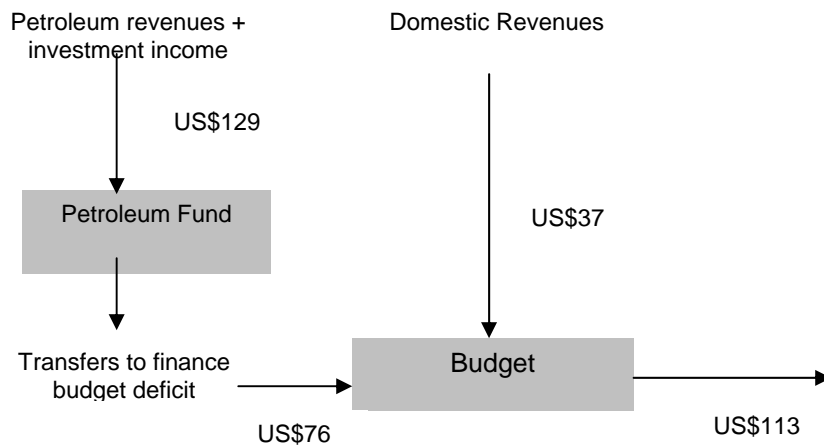 Petroleum revenues +
investment income
Domestic Revenues
US$129
Petroleum Fund
US$37
Transfers to finance
budget deficit
Budget
US$76
US$113